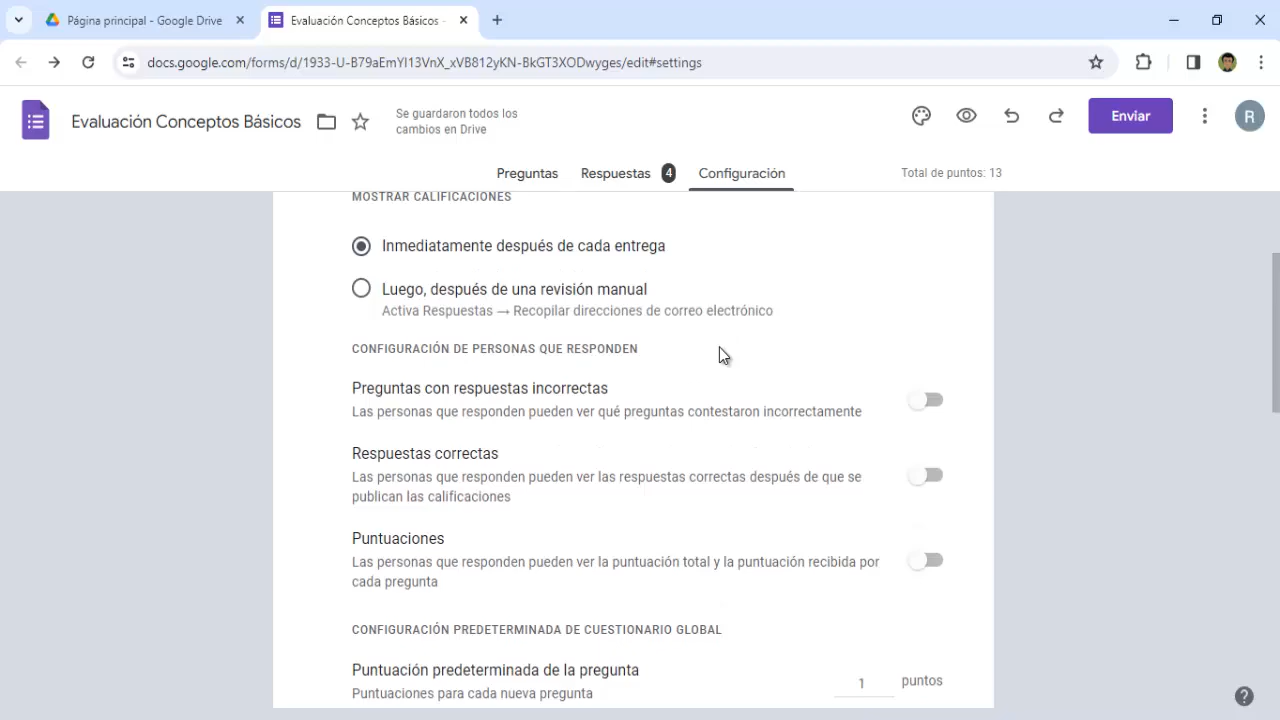 Página principal - Google Drive
Evaluación Conceptos Básicos -
docs.google.com/forms/d/1933-U-B79aEmYl13VnX_xVB812yKN-BkGT3XODwyges/edit#settings
Evaluación Conceptos Básicos
Se guardaron todos los
cambios en Drive
Enviar
R
Preguntas
Respuestas 4
Configuración
Total de puntos: 13
MOSTRAR CALIFICACIONES
Inmediatamente después de cada entrega
Luego, después de una revisión manual
Activa Respuestas → Recopilar direcciones de correo electrónico
CONFIGURACIÓN DE PERSONAS QUE RESPONDEN
Preguntas con respuestas incorrectas
Las personas que responden pueden ver qué preguntas contestaron incorrectamente
Respuestas correctas
Las personas que responden pueden ver las respuestas correctas después de que se
publican las calificaciones
Puntuaciones
Las personas que responden pueden ver la puntuación total y la puntuación recibida por
cada pregunta
CONFIGURACIÓN PREDETERMINADA DE CUESTIONARIO GLOBAL
Puntuación predeterminada de la pregunta
Puntuaciones para cada nueva pregunta
1 puntos